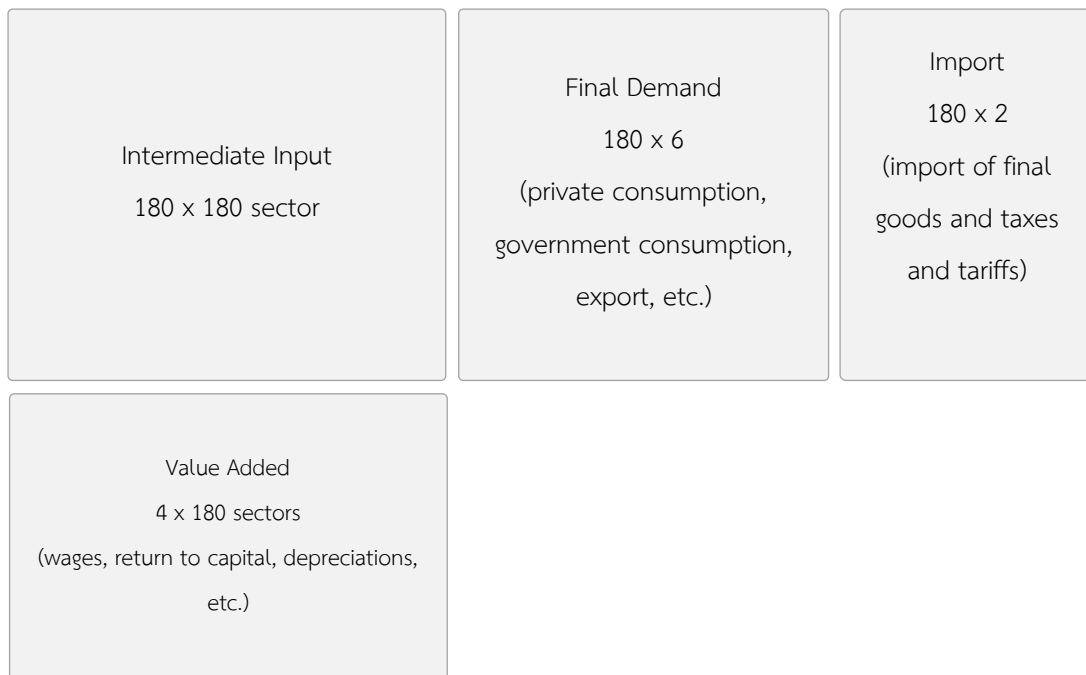 Intermediate Input
180 x 180 sector
Final Demand
180 x 6
(private consumption,
government consumption,
export, etc.)
Import
180 x 2
(import of final
goods and taxes
and tariffs)
Value Added
4 x 180 sectors
(wages, return to capital, depreciations,
etc.)